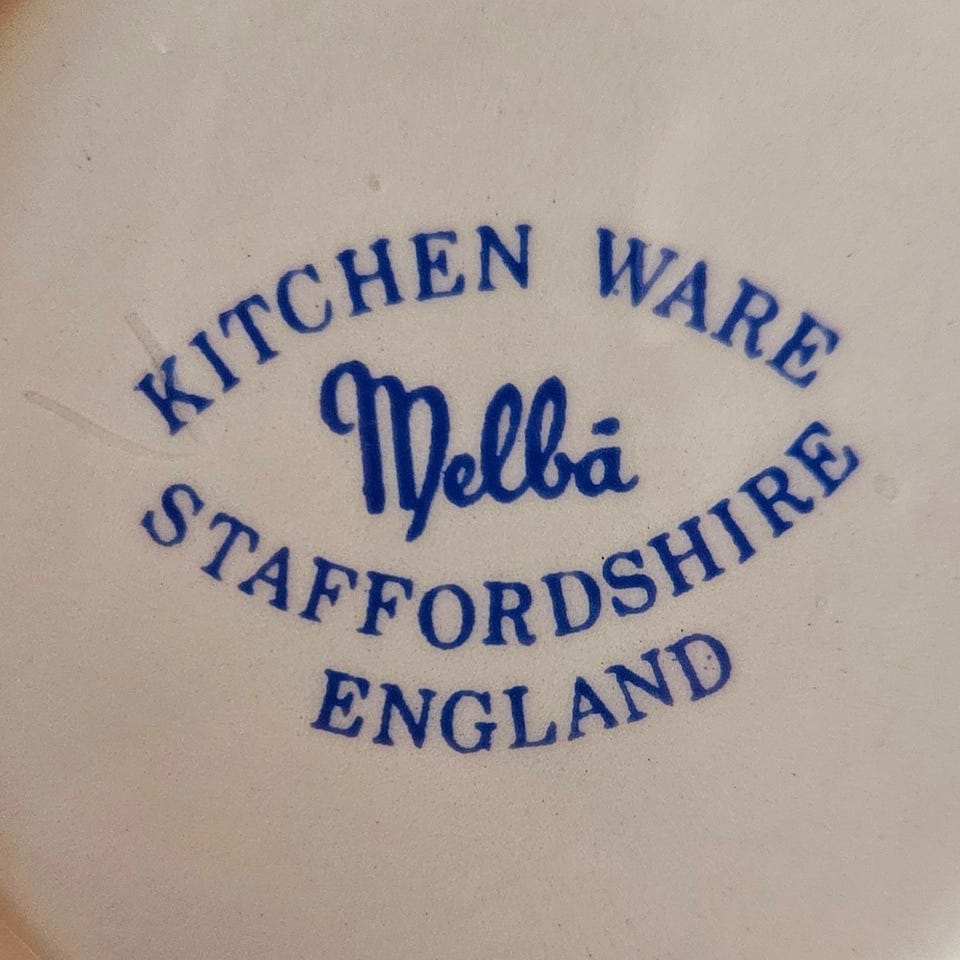 KITCHEN WARE
Melbá
STAFFORDSHIRE
ENGLAND